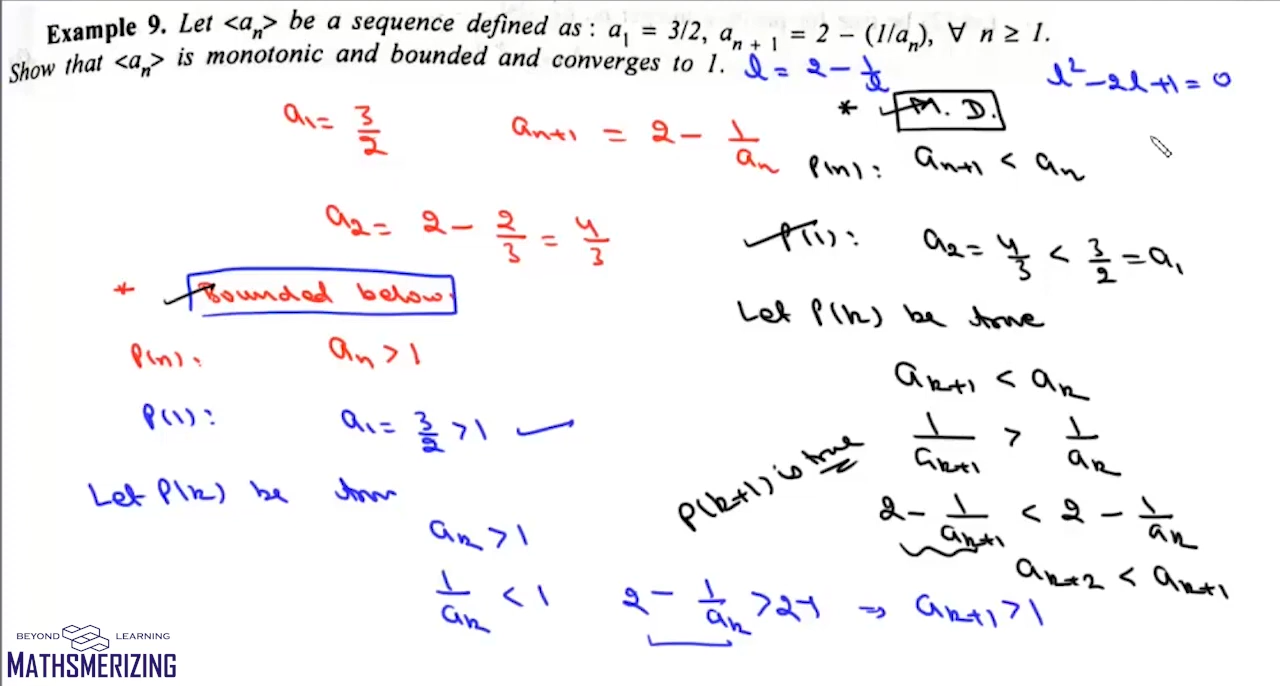 Example 9. Let <aₙ> be a sequence defined as : a₁ = 3/2, aₙ₊₁ = 2 – (1/aₙ), ∀ n ≥ 1.
Show that <aₙ> is monotonic and bounded and converges to 1.
l = 2 - 1/l
l² - 2l + 1 = 0
a₁ = 3/2
aₙ₊₁ = 2 - 1/aₙ
a₂ = 2 - 2/3 = 4/3
* Bounded below.
P(n): aₙ > 1
P(1): a₁ = 3/2 > 1
Let P(k) be true
aₖ > 1
1/aₖ < 1
2 - 1/aₖ > 2-1 ⇒ aₖ₊₁ > 1
* M. D.
P(n): aₙ₊₁ < aₙ
P(1): a₂ = 4/3 < 3/2 = a₁
Let P(k) be true
aₖ₊₁ < aₖ
1/aₖ₊₁ > 1/aₖ
2 - 1/aₖ₊₁ < 2 - 1/aₖ
aₖ₊₂ < aₖ₊₁
P(k+1) is true
BEYOND LEARNING
MATHSMERIZING